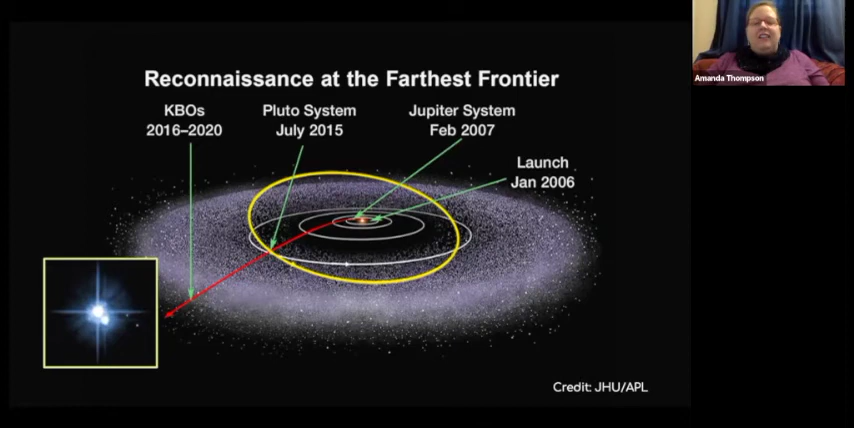 Reconnaissance at the Farthest Frontier
KBOs
2016–2020
Pluto System
July 2015
Jupiter System
Feb 2007
Launch
Jan 2006
Credit: JHU/APL
Amanda Thompson